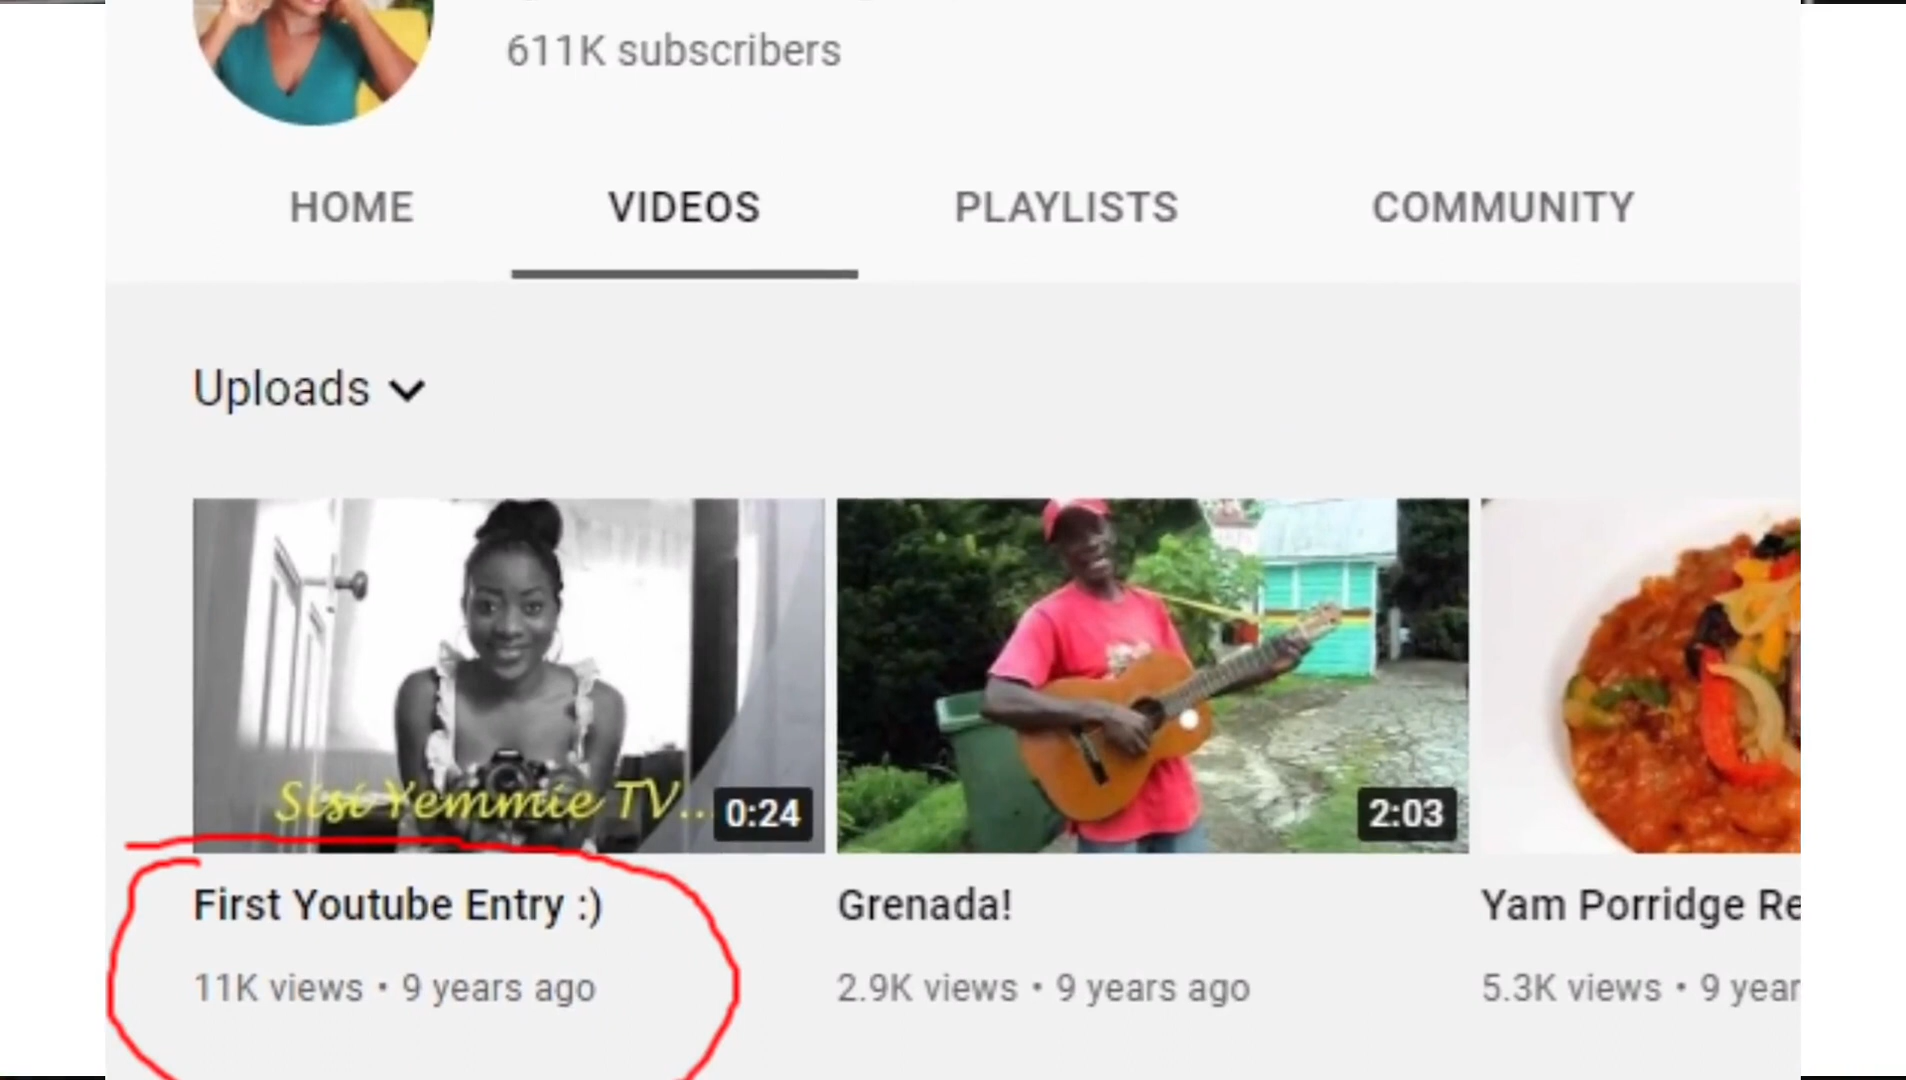 611K subscribers
HOME VIDEOS PLAYLISTS COMMUNITY
Uploads
Sisi Yemmie TV...
0:24
2:03
First Youtube Entry :)
Grenada!
Yam Porridge Re
11K views • 9 years ago
2.9K views • 9 years ago
5.3K views • 9 year